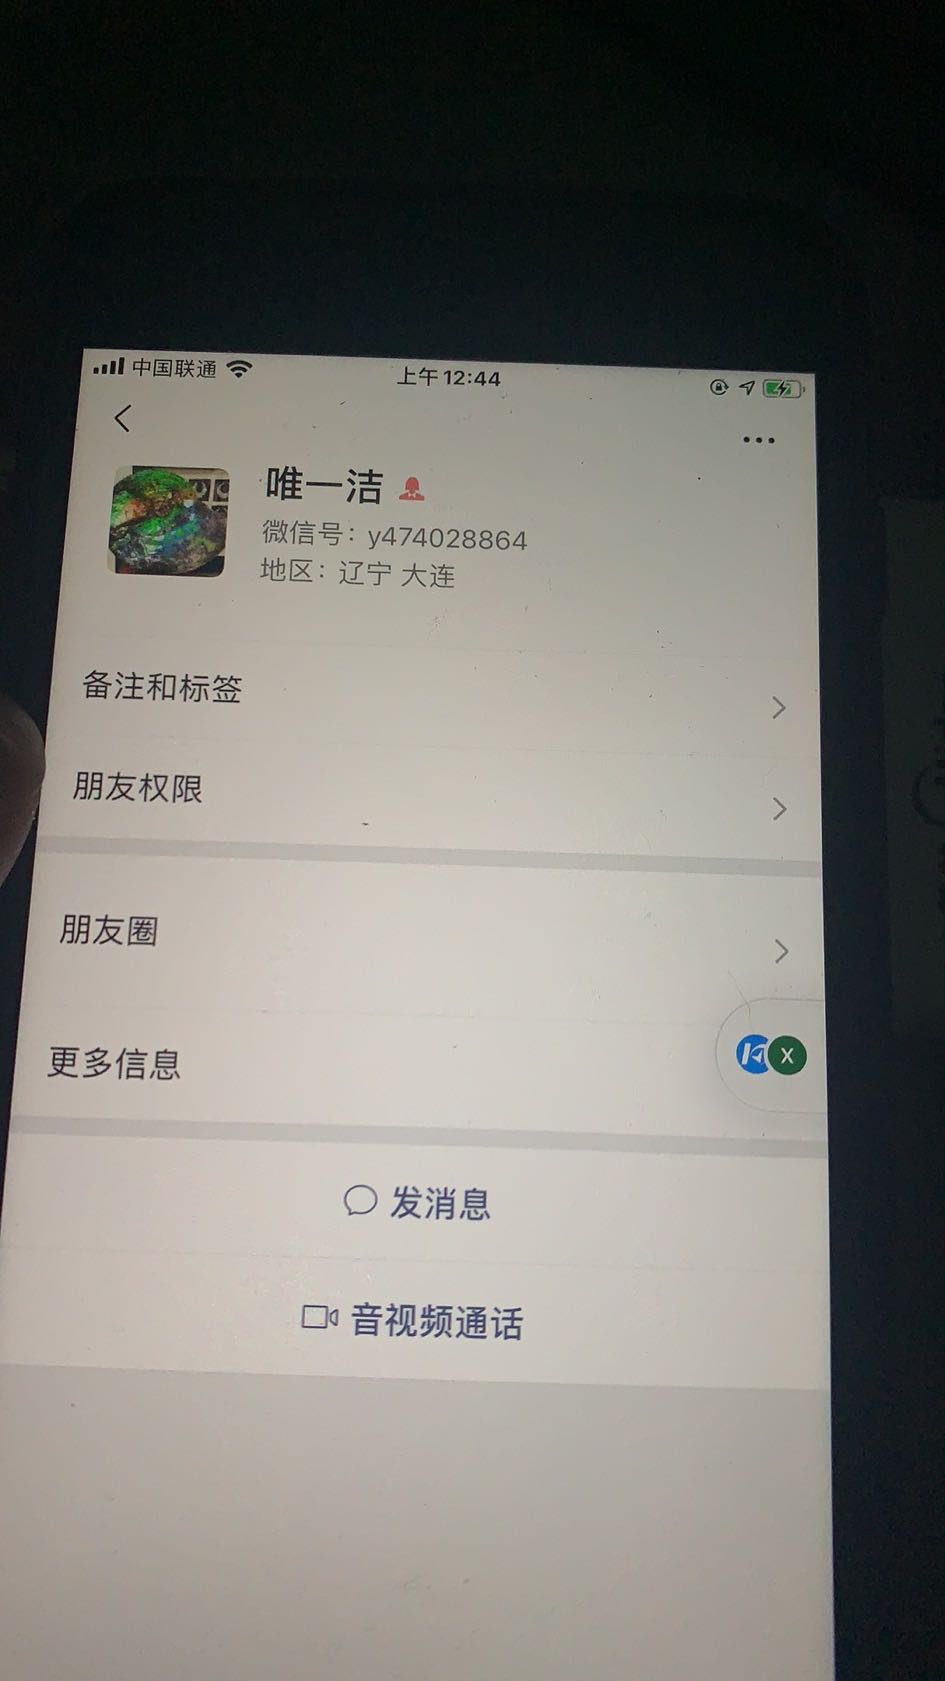 中国联通
上午12:44
唯一洁
微信号：y474028864
地区：辽宁 大连
备注和标签
朋友权限
朋友圈
更多信息
X
发消息
音视频通话